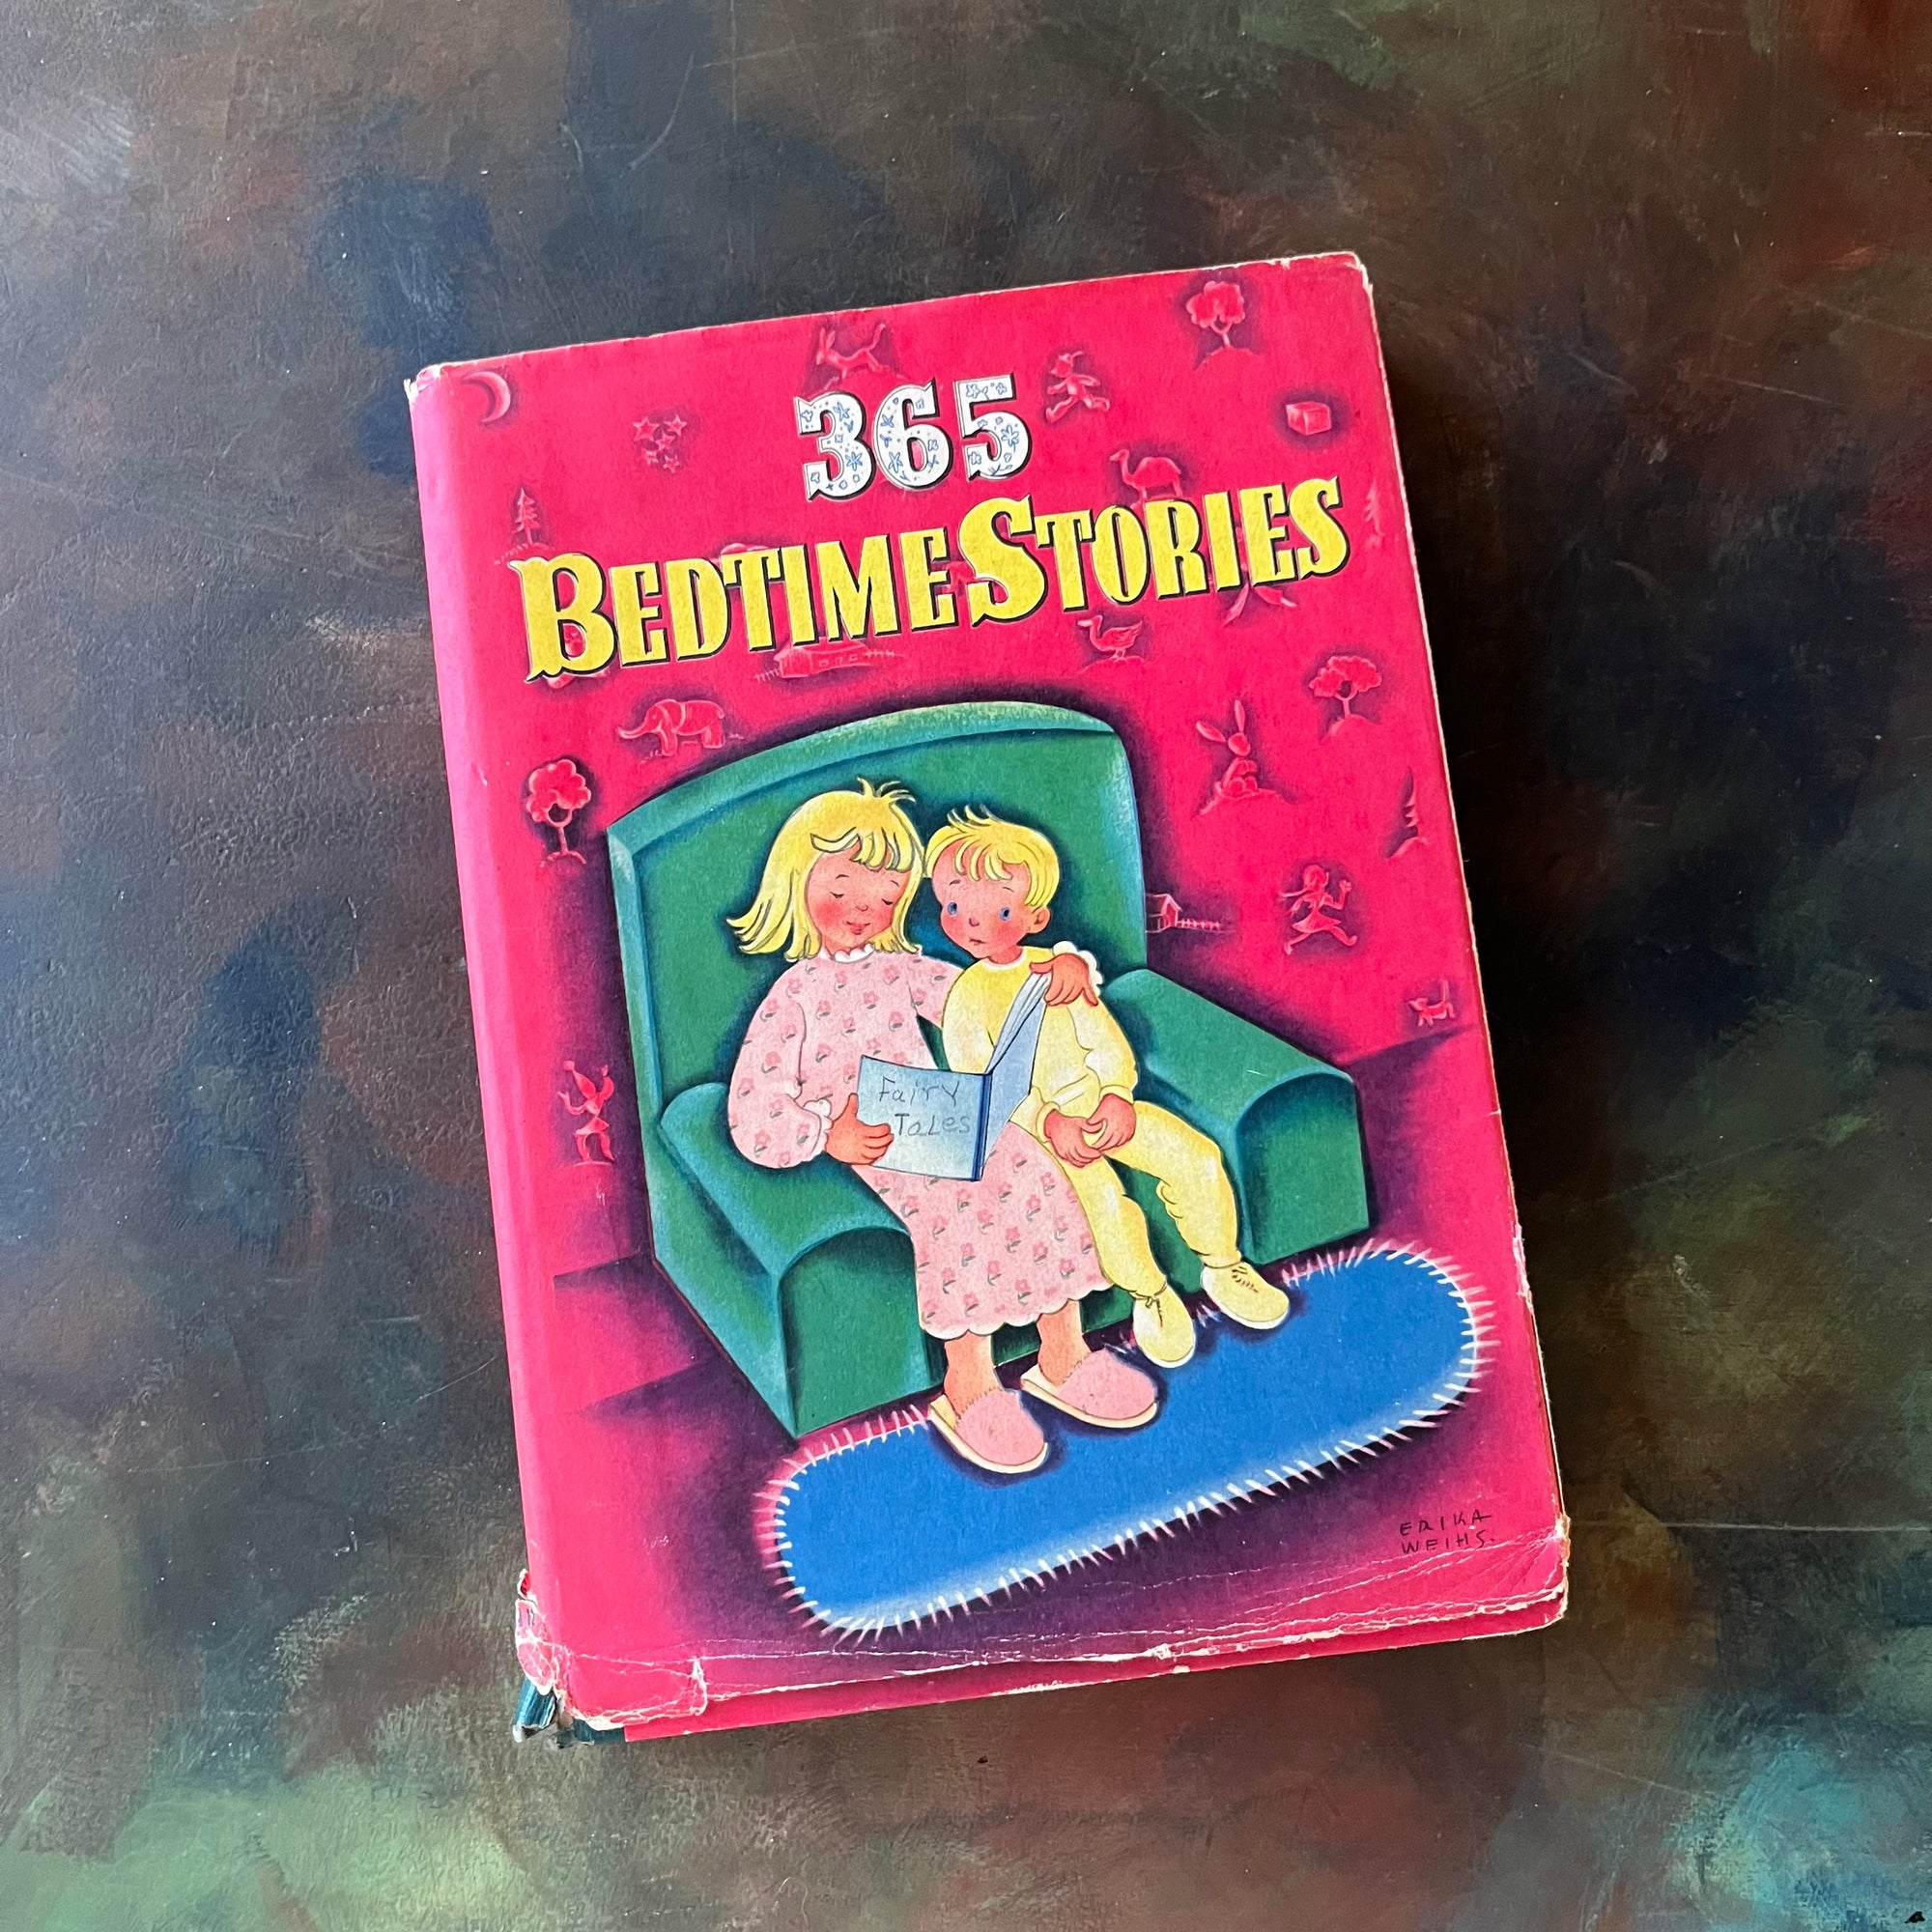 365
BEDTIME STORIES
Fairy
Tales
ERIKA
WEIHS.